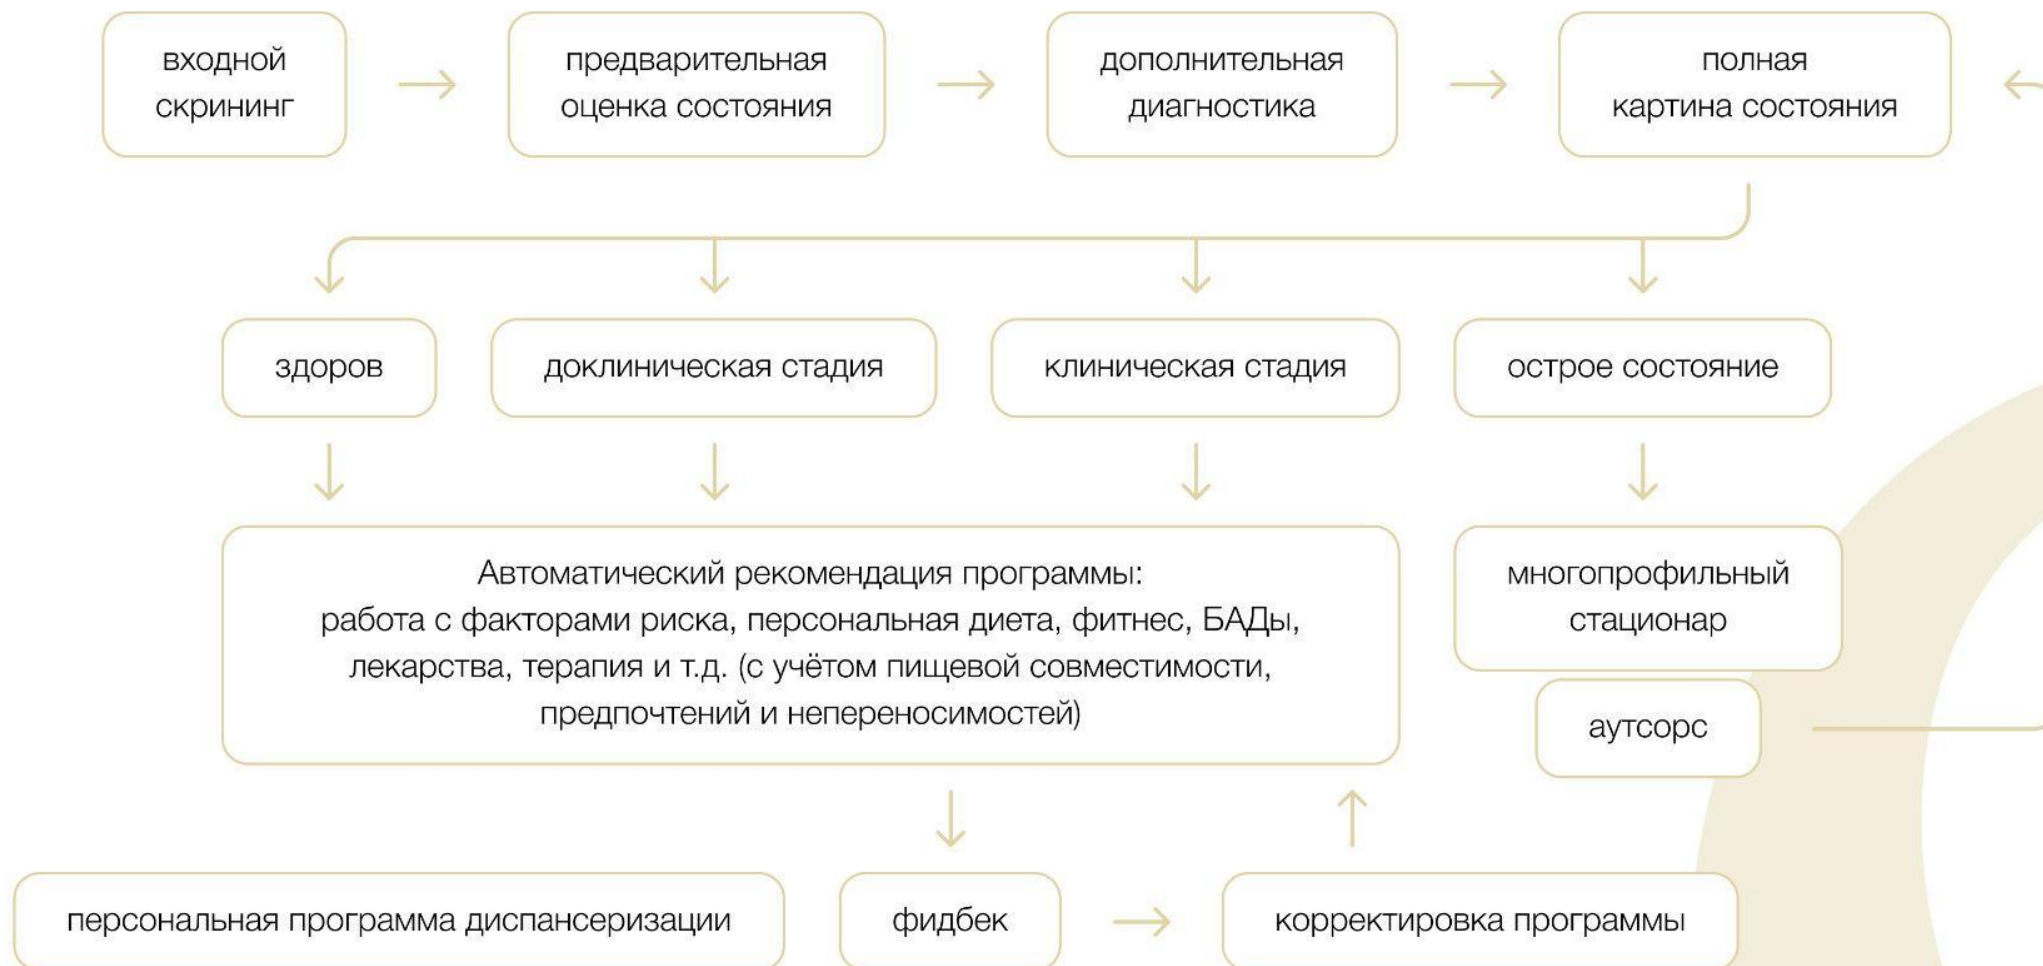 входной
скрининг
предварительная
оценка состояния
дополнительная
диагностика
полная
картина состояния
здоров
доклиническая стадия
клиническая стадия
острое состояние
Автоматический рекомендация программы:
работа с факторами риска, персональная диета, фитнес, БАДы,
лекарства, терапия и т.д. (с учётом пищевой совместимости,
предпочтений и непереносимостей)
многопрофильный
стационар
аутсорс
персональная программа диспансеризации
фидбек
корректировка программы